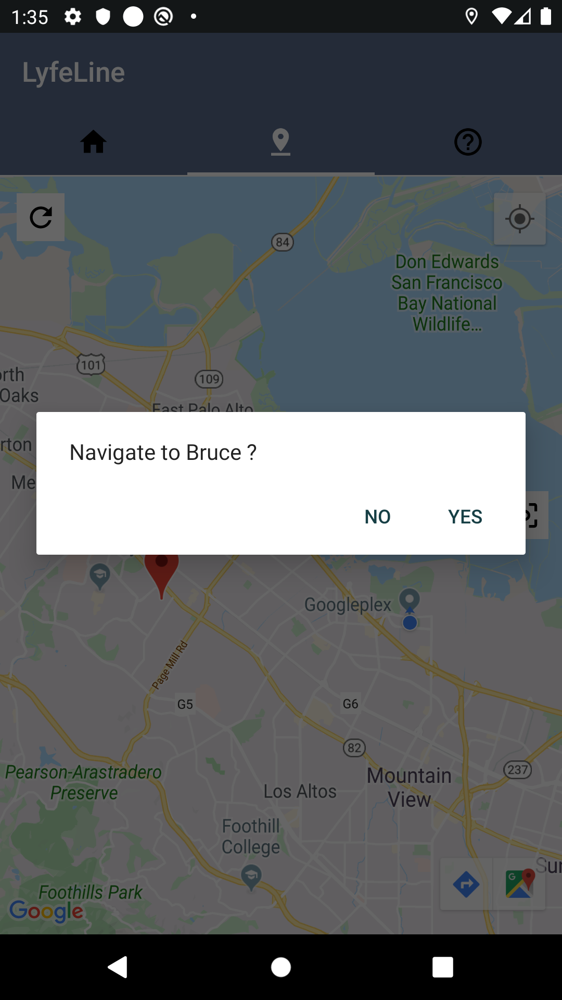 1:35
LyfeLine
84
Don Edwards
San Francisco
Bay National
Wildlife...
101
109
orth
Oaks
East Palo Alto
rton
Me
Navigate to Bruce ?
NO YES
Googleplex
Page Mill Rd
G5
G6
82
237
Pearson-Arastradero
Preserve
Mountain
View
Los Altos
Foothill
College
Sun
Foothills Park
G
Google